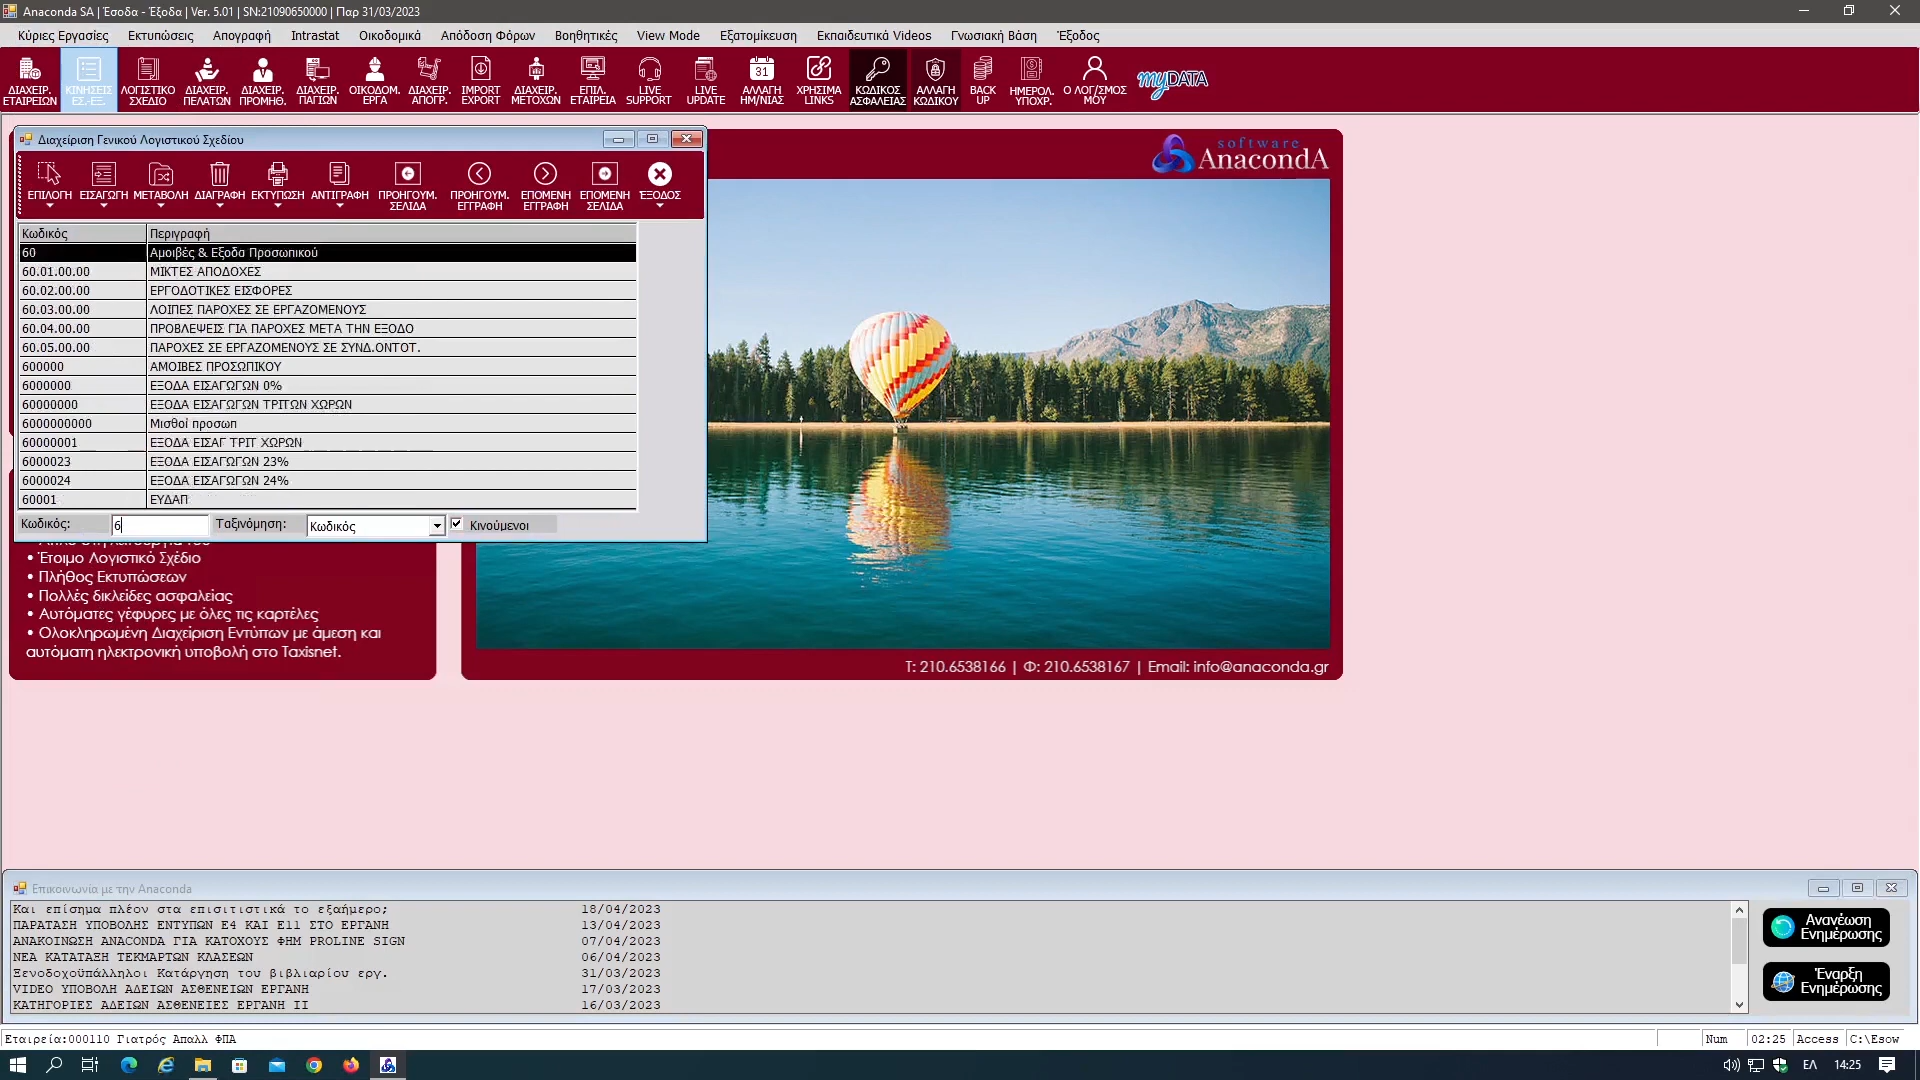 Anaconda SA | Έσοδα - Έξοδα | Ver. 5.01 | SN:21090650000 | Παρ 31/03/2023
Κύριες Εργασίες Εκτυπώσεις Απογραφή Intrastat Οικοδομικά Απόδοση Φόρων Βοηθητικές View Mode Εξατομίκευση Εκπαιδευτικά Videos Γνωσιακή Βάση Έξοδος
ΔΙΑΧΕΙΡ. ΕΤΑΙΡΕΙΩΝ
ΚΙΝΗΣΕΙΣ ΕΣ.-ΕΞ.
ΛΟΓΙΣΤΙΚΟ ΣΧΕΔΙΟ
ΔΙΑΧΕΙΡ. ΠΕΛΑΤΩΝ
ΔΙΑΧΕΙΡ. ΠΡΟΜΗΘ.
ΔΙΑΧΕΙΡ. ΠΑΓΙΩΝ
ΟΙΚΟΔΟΜ. ΕΡΓΑ
ΔΙΑΧΕΙΡ. ΑΠΟΓΡ.
IMPORT EXPORT
ΔΙΑΧΕΙΡ. ΜΕΤΟΧΩΝ
ΕΠΙΛ. ΕΤΑΙΡΕΙΑ
LIVE SUPPORT
LIVE UPDATE
31
ΑΛΛΑΓΗ ΗΜ/ΝΙΑΣ
ΧΡΗΣΙΜΑ LINKS
ΚΩΔΙΚΟΣ ΑΣΦΑΛΕΙΑΣ
ΑΛΛΑΓΗ ΚΩΔΙΚΟΥ
BACK UP
ΗΜΕΡΟΛ. ΥΠΟΧΡ.
Ο ΛΟΓ/ΣΜΟΣ ΜΟΥ
myDATA
Διαχείριση Γενικού Λογιστικού Σχεδίου
ΕΠΙΛΟΓΗ
ΕΙΣΑΓΩΓΗ
ΜΕΤΑΒΟΛΗ
ΔΙΑΓΡΑΦΗ
ΕΚΤΥΠΩΣΗ
ΑΝΤΙΓΡΑΦΗ
ΠΡΟΗΓΟΥΜ. ΣΕΛΙΔΑ
ΠΡΟΗΓΟΥΜ. ΕΓΓΡΑΦΗ
ΕΠΟΜΕΝΗ ΕΓΓΡΑΦΗ
ΕΠΟΜΕΝΗ ΣΕΛΙΔΑ
ΈΞΟΔΟΣ
software
AnacondA
Κωδικός Περιγραφή
60 Αμοιβές & Εξοδα Προσωπικού
60.01.00.00 ΜΙΚΤΕΣ ΑΠΟΔΟΧΕΣ
60.02.00.00 ΕΡΓΟΔΟΤΙΚΕΣ ΕΙΣΦΟΡΕΣ
60.03.00.00 ΛΟΙΠΕΣ ΠΑΡΟΧΕΣ ΣΕ ΕΡΓΑΖΟΜΕΝΟΥΣ
60.04.00.00 ΠΡΟΒΛΕΨΕΙΣ ΓΙΑ ΠΑΡΟΧΕΣ ΜΕΤΑ ΤΗΝ ΕΞΟΔΟ
60.05.00.00 ΠΑΡΟΧΕΣ ΣΕ ΕΡΓΑΖΟΜΕΝΟΥΣ ΣΕ ΣΥΝΔ.ΟΝΤΟΤ.
600000 ΑΜΟΙΒΕΣ ΠΡΟΣΩΠΙΚΟΥ
6000000 ΕΞΟΔΑ ΕΙΣΑΓΩΓΩΝ 0%
60000000 ΕΞΟΔΑ ΕΙΣΑΓΩΓΩΝ ΤΡΙΤΩΝ ΧΩΡΩΝ
6000000000 Μισθοί προσωπ
60000001 ΕΞΟΔΑ ΕΙΣΑΓ ΤΡΙΤ ΧΩΡΩΝ
6000023 ΕΞΟΔΑ ΕΙΣΑΓΩΓΩΝ 23%
6000024 ΕΞΟΔΑ ΕΙΣΑΓΩΓΩΝ 24%
60001 ΕΥΔΑΠ
Κωδικός: 6 Ταξινόμηση: Κωδικός Κινούμενοι
• Έτοιμο Λογιστικό Σχέδιο
• Πλήθος Εκτυπώσεων
• Πολλές δικλείδες ασφαλείας
• Αυτόματες γέφυρες με όλες τις καρτέλες
• Ολοκληρωμένη Διαχείριση Εντύπων με άμεση και
αυτόματη ηλεκτρονική υποβολή στο Taxisnet.
Τ: 210.6538166 | Φ: 210.6538167 | Email: info@anaconda.gr
Επικοινωνία με την Anaconda
Και επίσημα πλέον στα επισιτιστικά το εξαήμερο; 18/04/2023
ΠΑΡΑΤΑΣΗ ΥΠΟΒΟΛΗΣ ΕΝΤΥΠΩΝ Ε4 ΚΑΙ Ε11 ΣΤΟ ΕΡΓΑΝΗ 13/04/2023
ΑΝΑΚΟΙΝΩΣΗ ANACONDA ΓΙΑ ΚΑΤΟΧΟΥΣ ΦΗΜ PROLINE SIGN 07/04/2023
ΝΕΑ ΚΑΤΑΤΑΞΗ ΤΕΚΜΑΡΤΩΝ ΚΛΑΣΕΩΝ 06/04/2023
Ξενοδοχοϋπάλληλοι Κατάργηση του βιβλιαρίου εργ. 31/03/2023
VIDEO ΥΠΟΒΟΛΗ ΑΔΕΙΩΝ ΑΣΘΕΝΕΙΩΝ ΕΡΓΑΝΗ 17/03/2023
ΚΑΤΗΓΟΡΙΕΣ ΑΔΕΙΩΝ ΑΣΘΕΝΕΙΕΣ ΕΡΓΑΝΗ ΙΙ 16/03/2023
Ανανέωση Ενημέρωσης
Έναρξη Ενημέρωσης
Εταιρεία:000110 Γιατρός Απαλλ ΦΠΑ Num 02:25 Access C:\Esow
ΕΛ 14:25